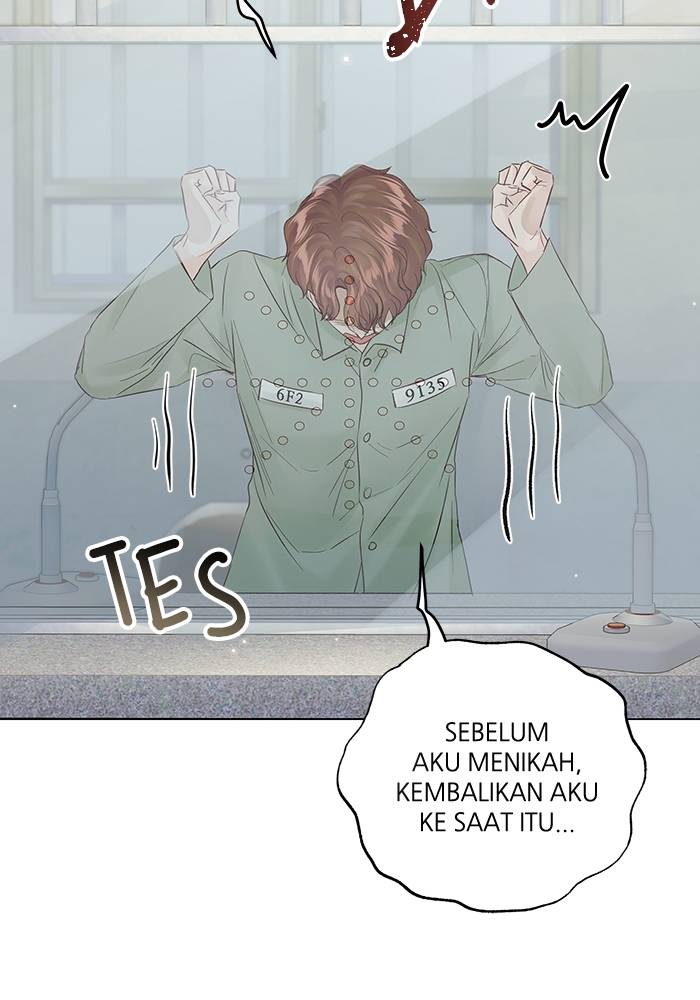 6F2
9135
TES
SEBELUM
AKU MENIKAH,
KEMBALIKAN AKU
KE SAAT ITU...